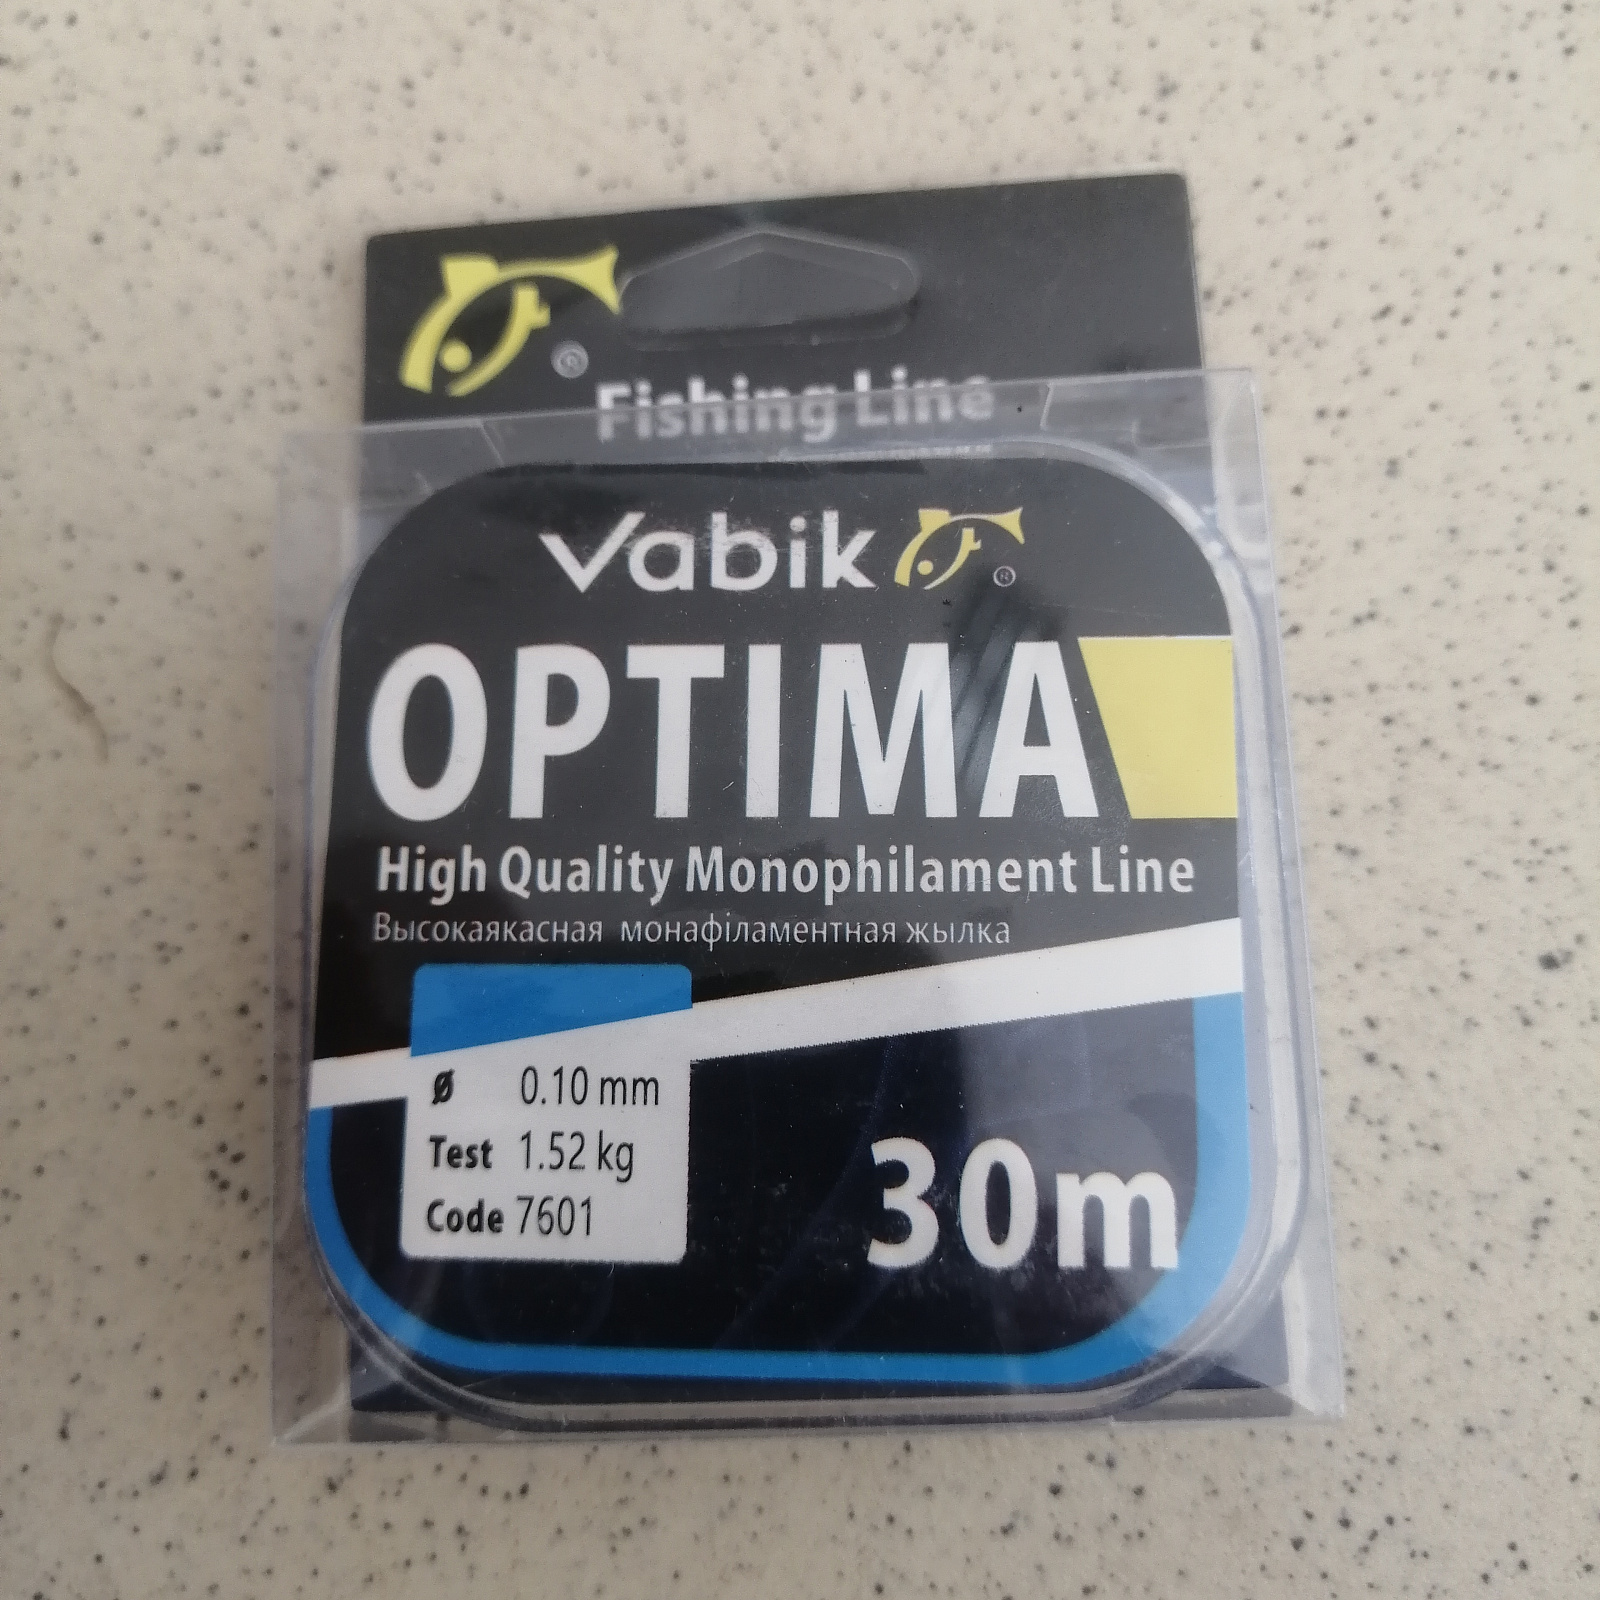 ®
Fishing Line
Vabik ®
OPTIMA
High Quality Monophilament Line
Высокаякасная монафіламентная жылка
Ø 0.10 mm
Test 1.52 kg
Code 7601
30m